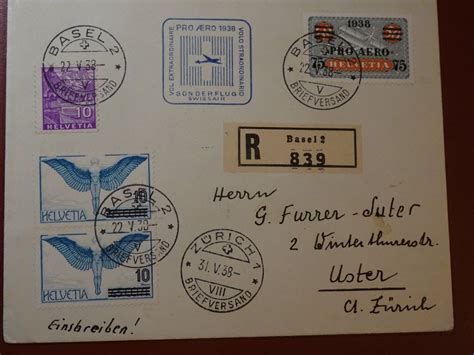 BASEL 2
22.V.38-
V
* BRIEFVERSAND *
10
HELVETIA
VOL EXTRAORDINAIRE
PRO AERO 1938
VOLO STRAORDINARIO
SONDERFLUG
SWISSAIR
BASEL 2
22.V.38-
V
* BRIEFVERSAND *
1938
PRO AERO
75 75
HELVETIA
R
Basel 2
839
HELVETIA
10
HELVETIA
10
BASEL 2
22.V.38-
V
* BRIEFVERSAND *
ZÜRICH 1
31.V.38-
VIII
* BRIEFVERSAND *
Herrn
G. Furrer-Suter
2 Winterthurerstr.
Uster
Ct. Zürich
Einschreiben!